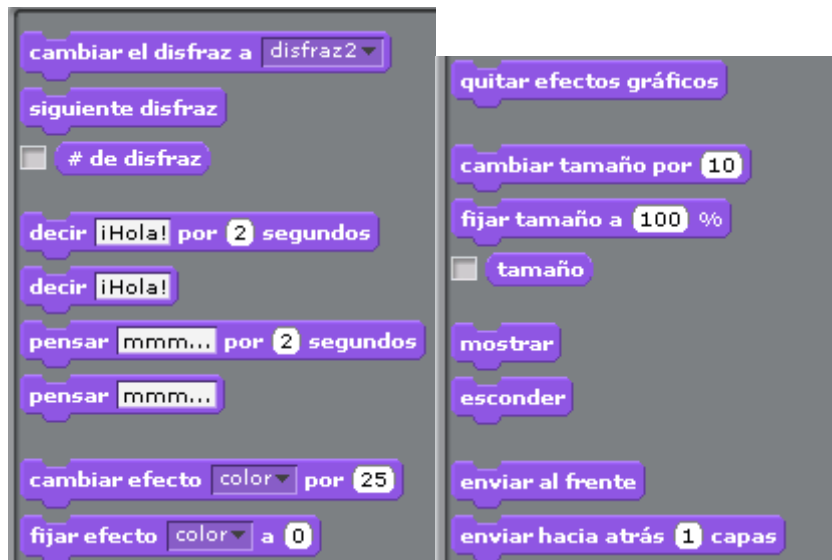 cambiar el disfraz a disfraz2
siguiente disfraz
# de disfraz
decir ¡Hola! por 2 segundos
decir ¡Hola!
pensar mmm... por 2 segundos
pensar mmm...
cambiar efecto color por 25
fijar efecto color a 0
quitar efectos gráficos
cambiar tamaño por 10
fijar tamaño a 100 %
tamaño
mostrar
esconder
enviar al frente
enviar hacia atrás 1 capas